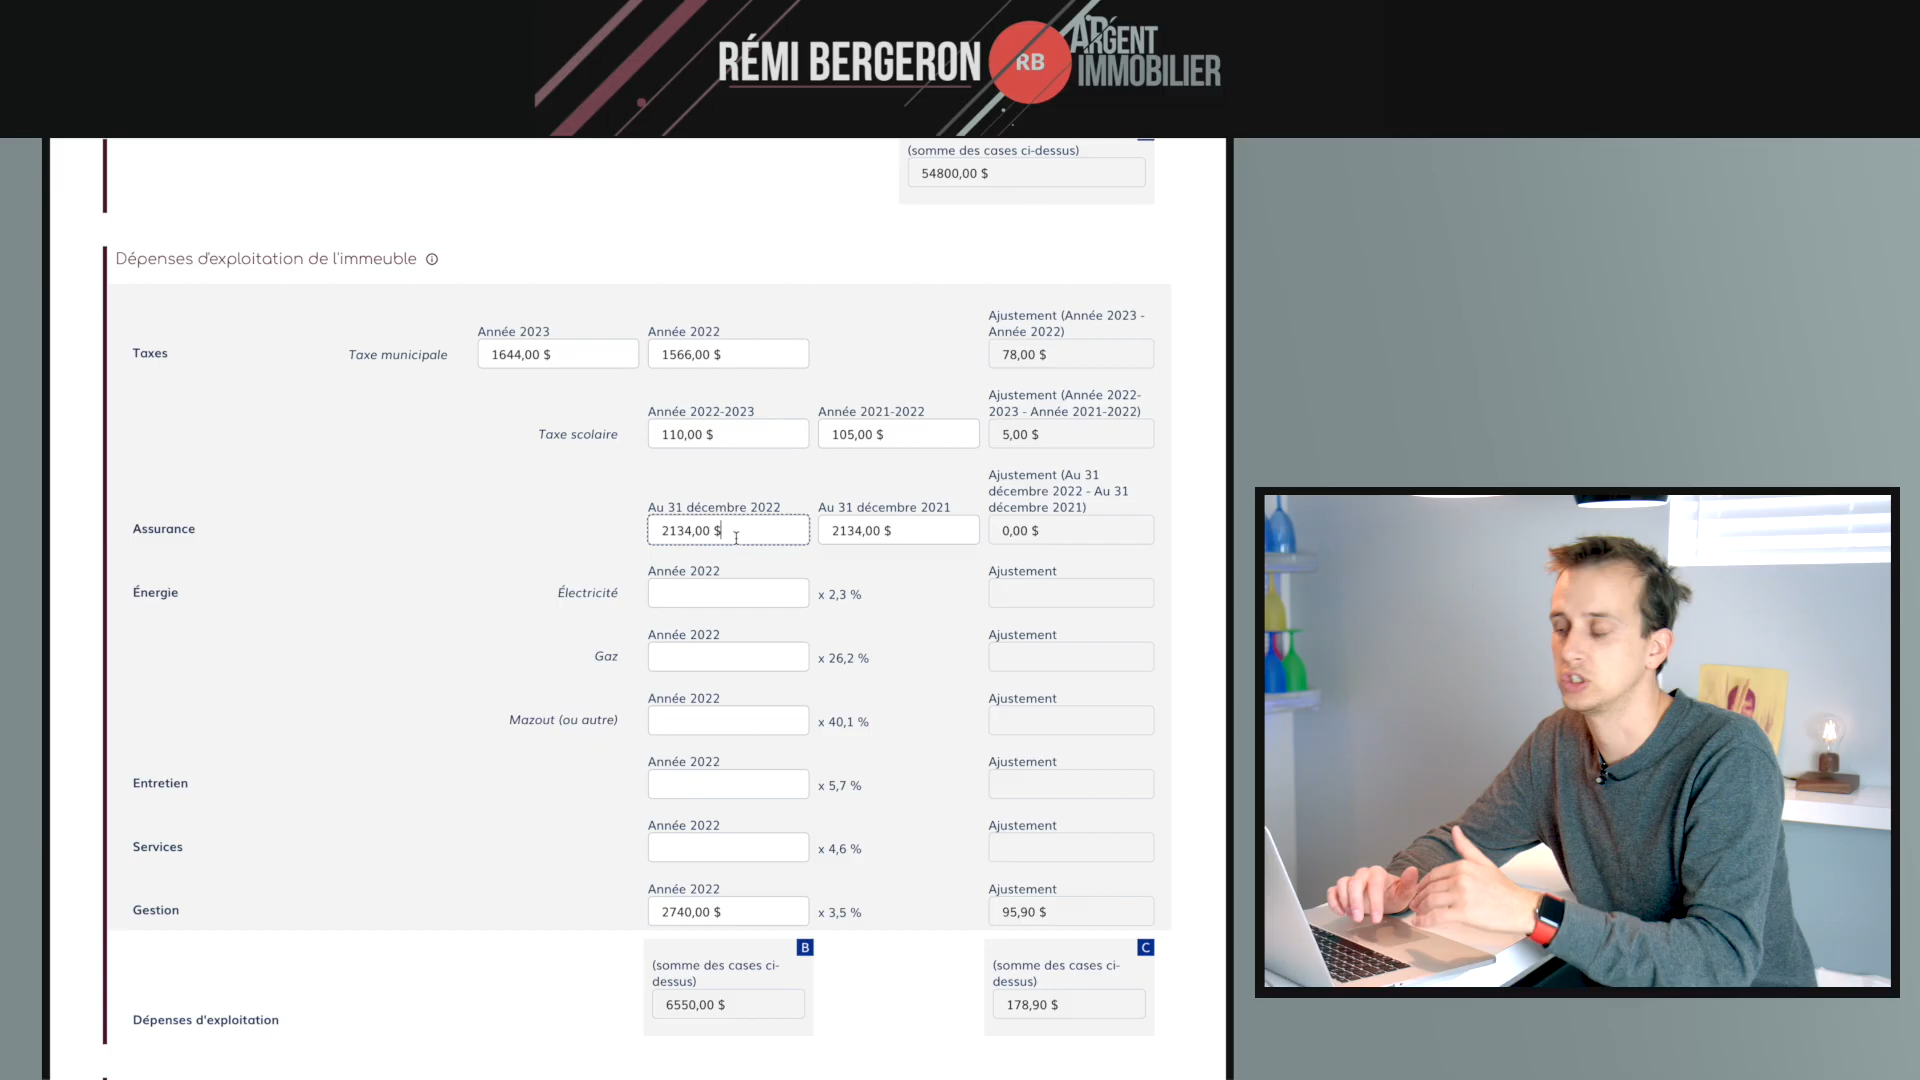 RÉMI BERGERON
RB
ARGENT
IMMOBILIER
(somme des cases ci-dessus)
54800,00 $
Dépenses d'exploitation de l'immeuble
Ajustement (Année 2023 -
Année 2023 Année 2022 Année 2022)
Taxes Taxe municipale 1644,00 $ 1566,00 $ 78,00 $
Ajustement (Année 2022-
Année 2022-2023 Année 2021-2022 2023 - Année 2021-2022)
Taxe scolaire 110,00 $ 105,00 $ 5,00 $
Ajustement (Au 31
décembre 2022 - Au 31
Au 31 décembre 2022 Au 31 décembre 2021 décembre 2021)
Assurance 2134,00 $ 2134,00 $ 0,00 $
Année 2022 Ajustement
Énergie Électricité x 2,3 %
Année 2022 Ajustement
Gaz x 26,2 %
Année 2022 Ajustement
Mazout (ou autre) x 40,1 %
Année 2022 Ajustement
Entretien x 5,7 %
Année 2022 Ajustement
Services x 4,6 %
Année 2022 Ajustement
Gestion 2740,00 $ x 3,5 % 95,90 $
B C
(somme des cases ci- (somme des cases ci-
dessus) dessus)
6550,00 $ 178,90 $
Dépenses d'exploitation